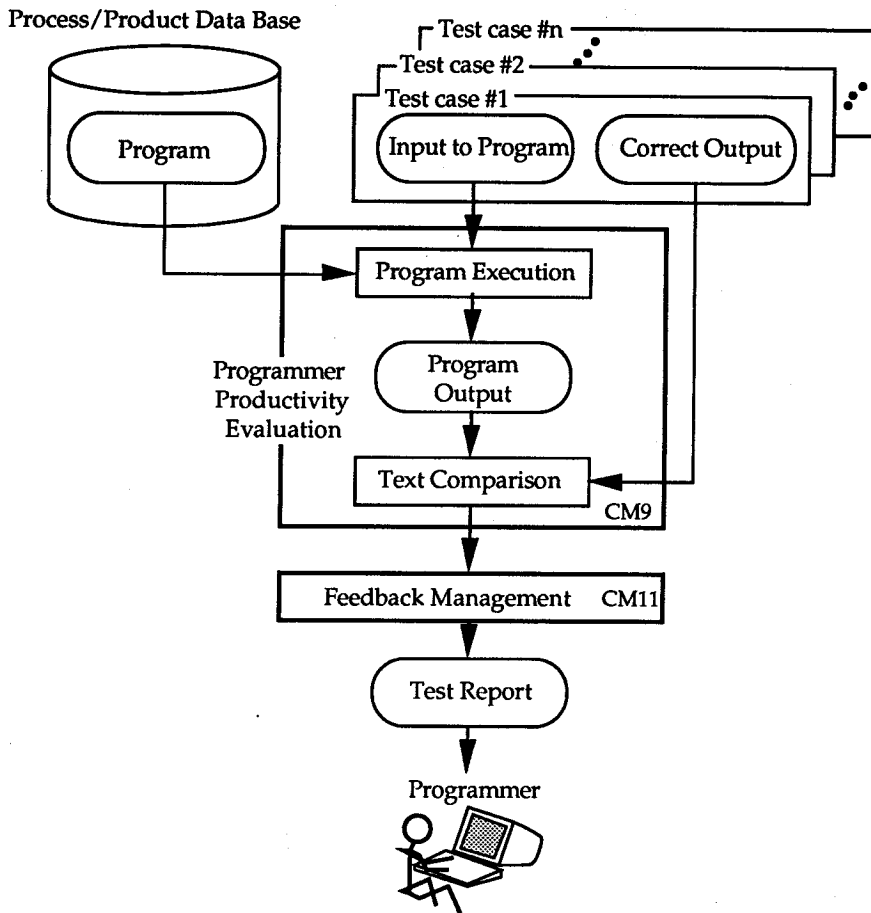 Process/Product Data Base
Test case #n
Test case #2
Test case #1
Program
Input to Program
Correct Output
Program Execution
Program
Output
Programmer
Productivity
Evaluation
Text Comparison
CM9
Feedback Management CM11
Test Report
Programmer